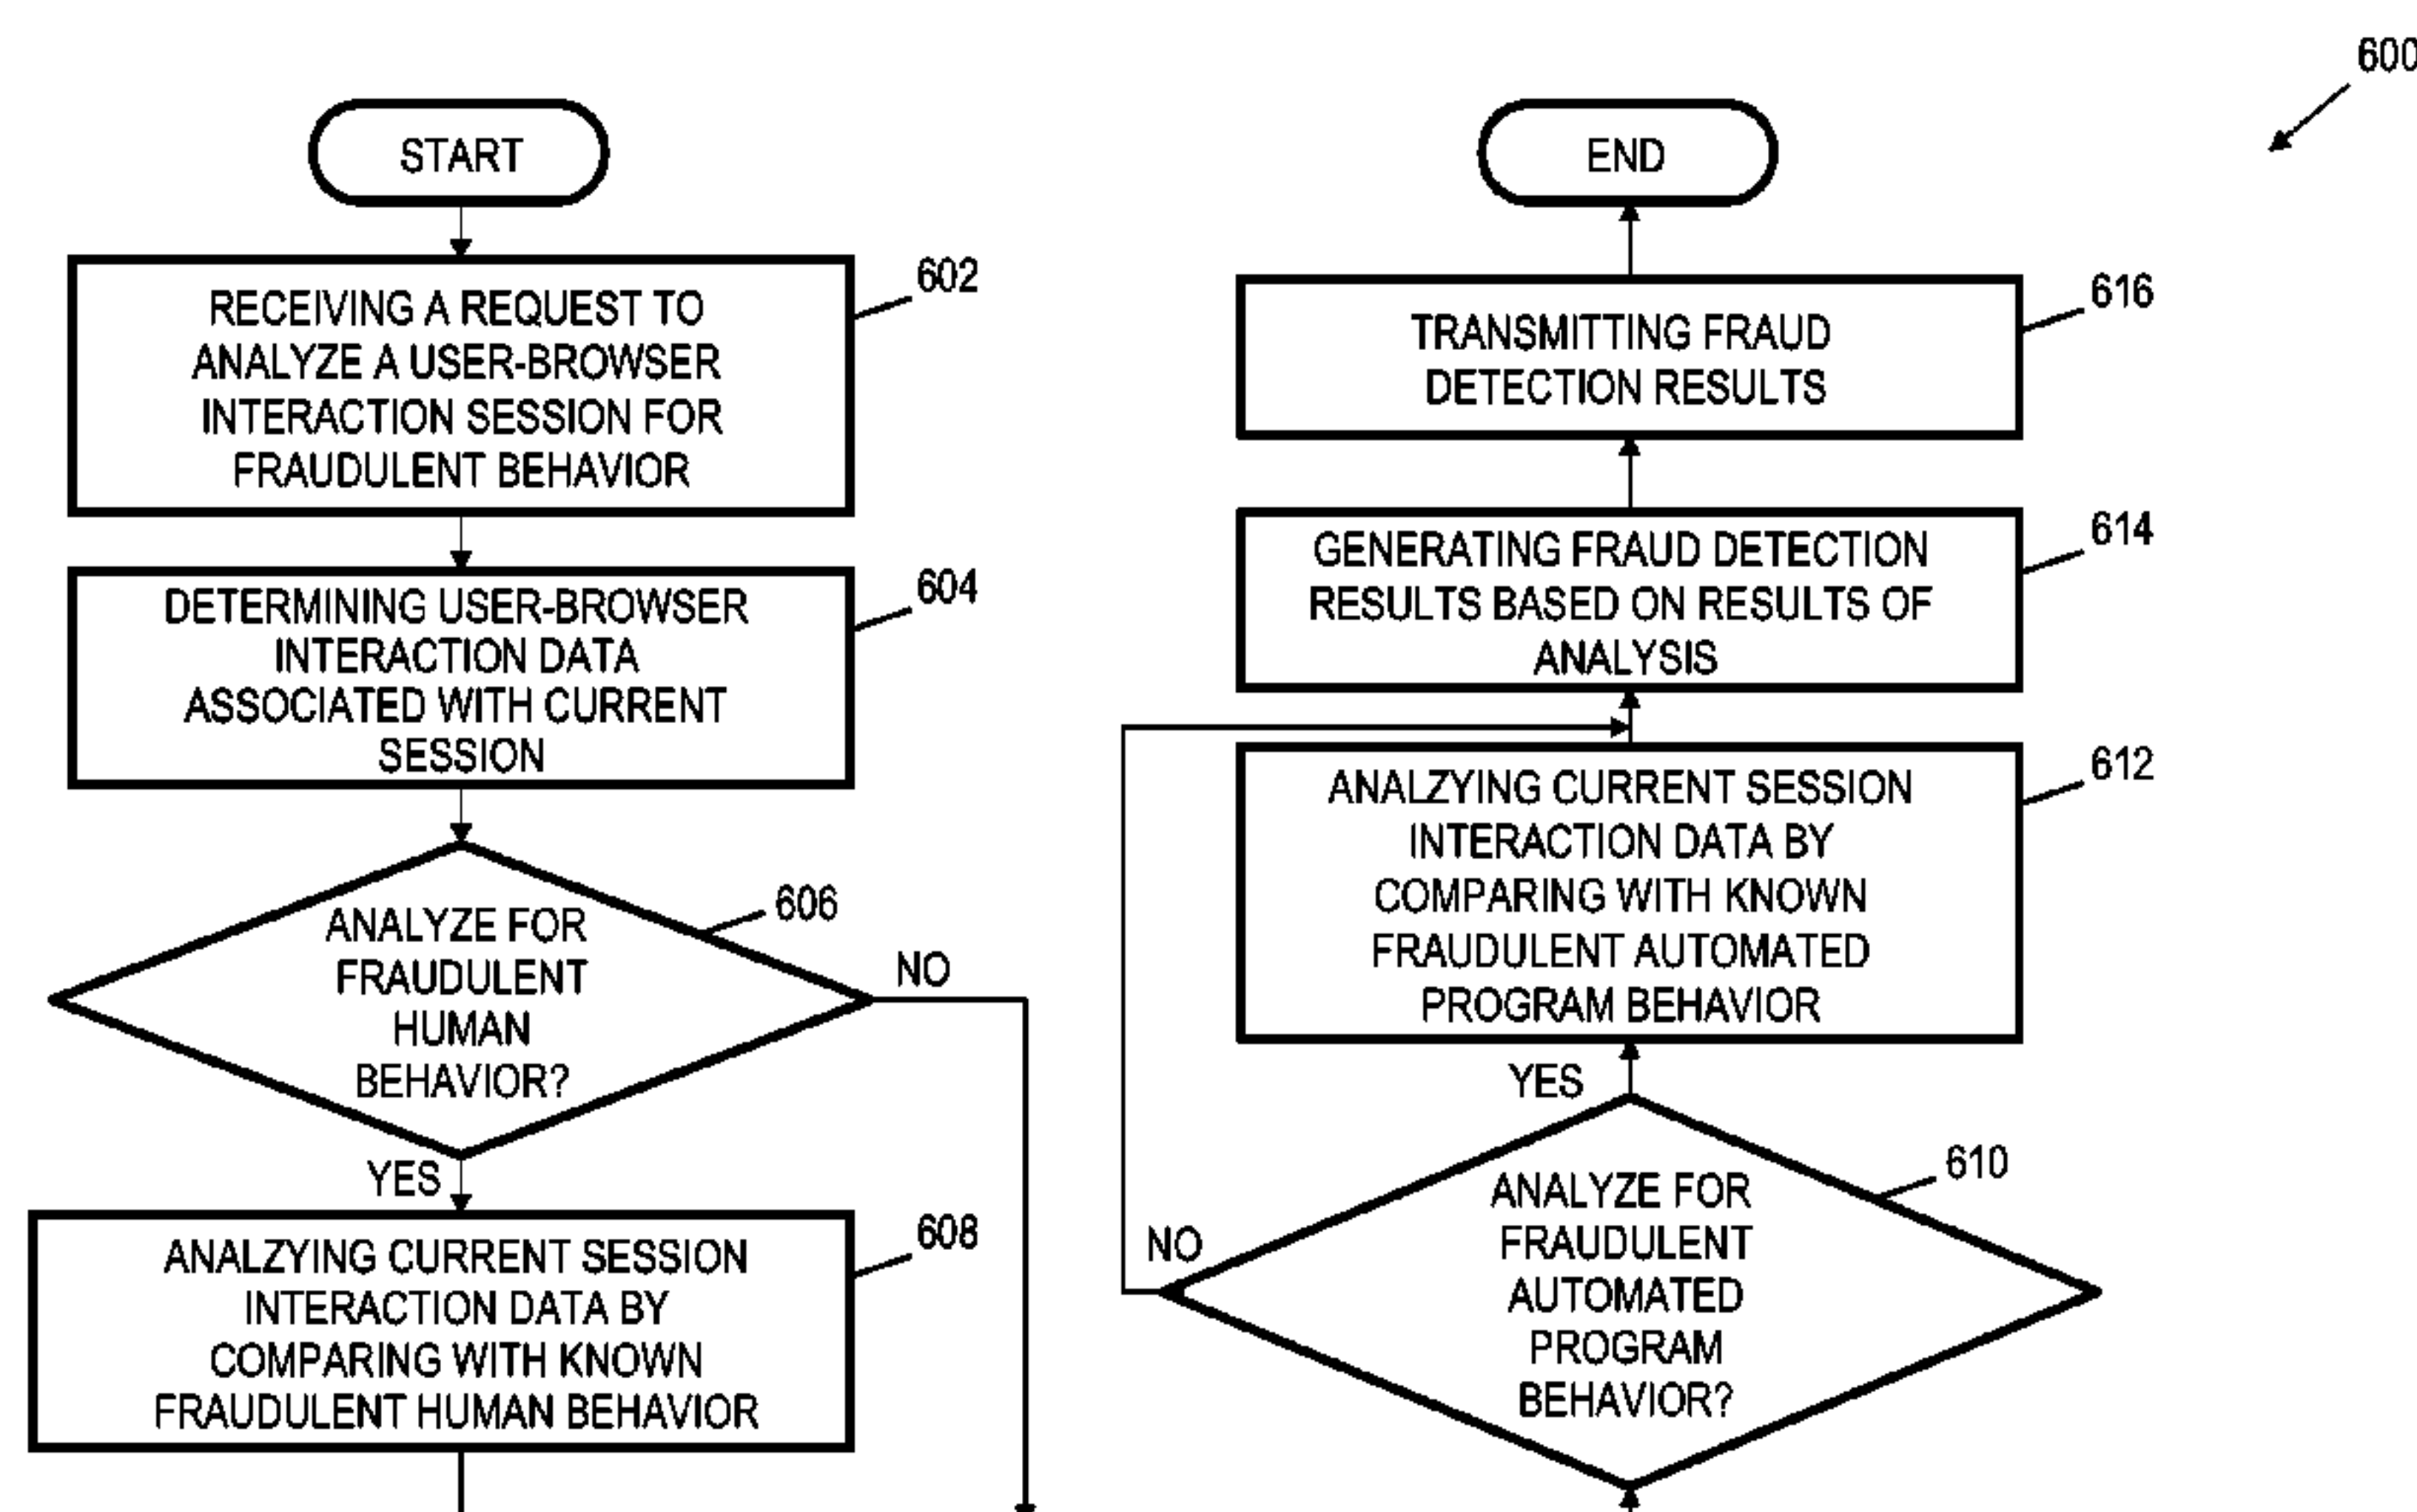 600
START
RECEIVING A REQUEST TO
ANALYZE A USER-BROWSER
INTERACTION SESSION FOR
FRAUDULENT BEHAVIOR
602
DETERMINING USER-BROWSER
INTERACTION DATA
ASSOCIATED WITH CURRENT
SESSION
604
ANALYZE FOR
FRAUDULENT
HUMAN
BEHAVIOR?
606
NO
YES
ANALZYING CURRENT SESSION
INTERACTION DATA BY
COMPARING WITH KNOWN
FRAUDULENT HUMAN BEHAVIOR
608
END
TRANSMITTING FRAUD
DETECTION RESULTS
616
GENERATING FRAUD DETECTION
RESULTS BASED ON RESULTS OF
ANALYSIS
614
ANALZYING CURRENT SESSION
INTERACTION DATA BY
COMPARING WITH KNOWN
FRAUDULENT AUTOMATED
PROGRAM BEHAVIOR
612
YES
ANALYZE FOR
FRAUDULENT
AUTOMATED
PROGRAM
BEHAVIOR?
610
NO